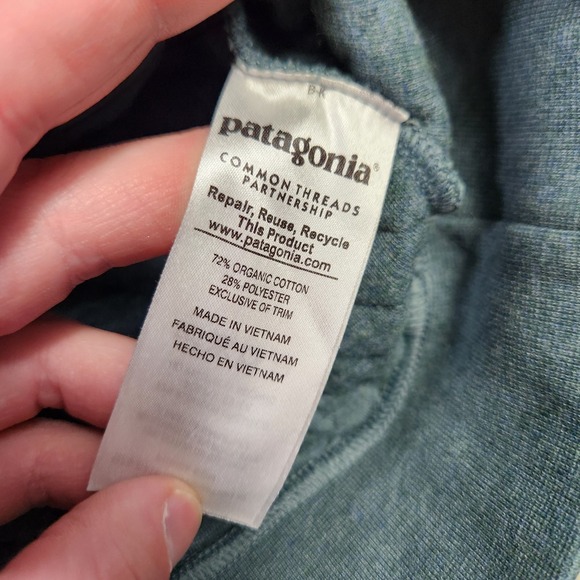 B-K
patagonia®
COMMON THREADS
PARTNERSHIP
Repair, Reuse, Recycle
This Product
www.patagonia.com
72% ORGANIC COTTON
28% POLYESTER
EXCLUSIVE OF TRIM
MADE IN VIETNAM
FABRIQUÉ AU VIETNAM
HECHO EN VIETNAM